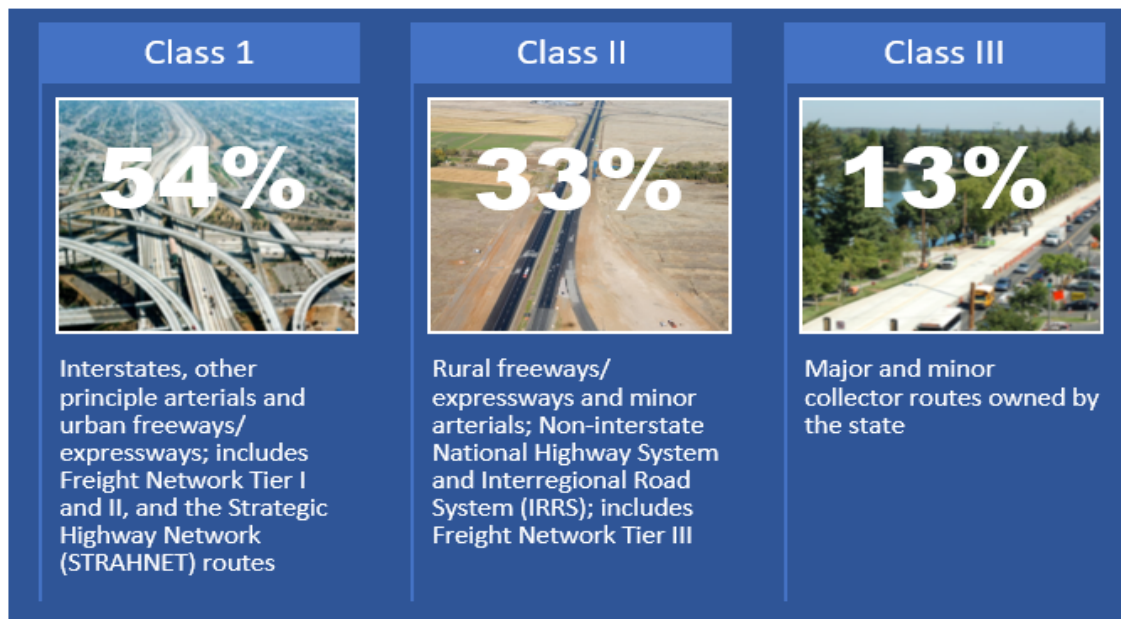 Class 1
54%
Interstates, other
principle arterials and
urban freeways/
expressways; includes
Freight Network Tier I
and II, and the Strategic
Highway Network
(STRAHNET) routes
Class II
33%
Rural freeways/
expressways and minor
arterials; Non-interstate
National Highway System
and Interregional Road
System (IRRS); includes
Freight Network Tier III
Class III
13%
Major and minor
collector routes owned by
the state